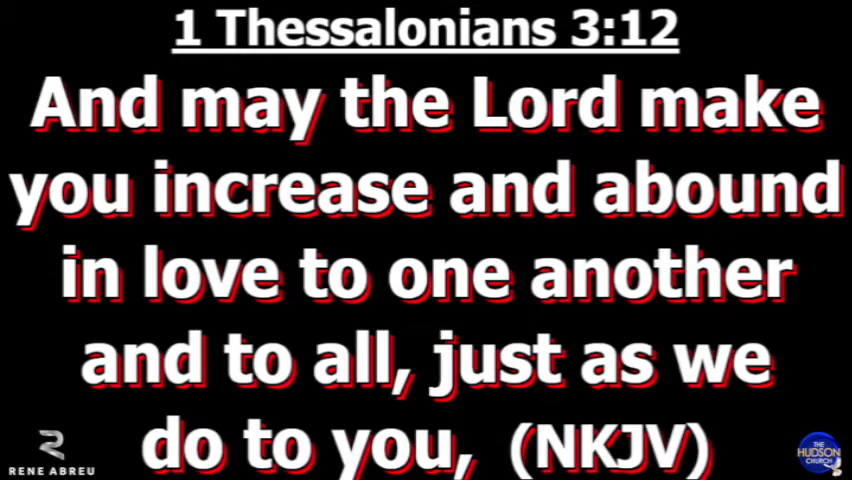 1 Thessalonians 3:12
And may the Lord make
you increase and abound
in love to one another
and to all, just as we
do to you, (NKJV)
RENE ABREU
THE
HUDSON
CHURCH